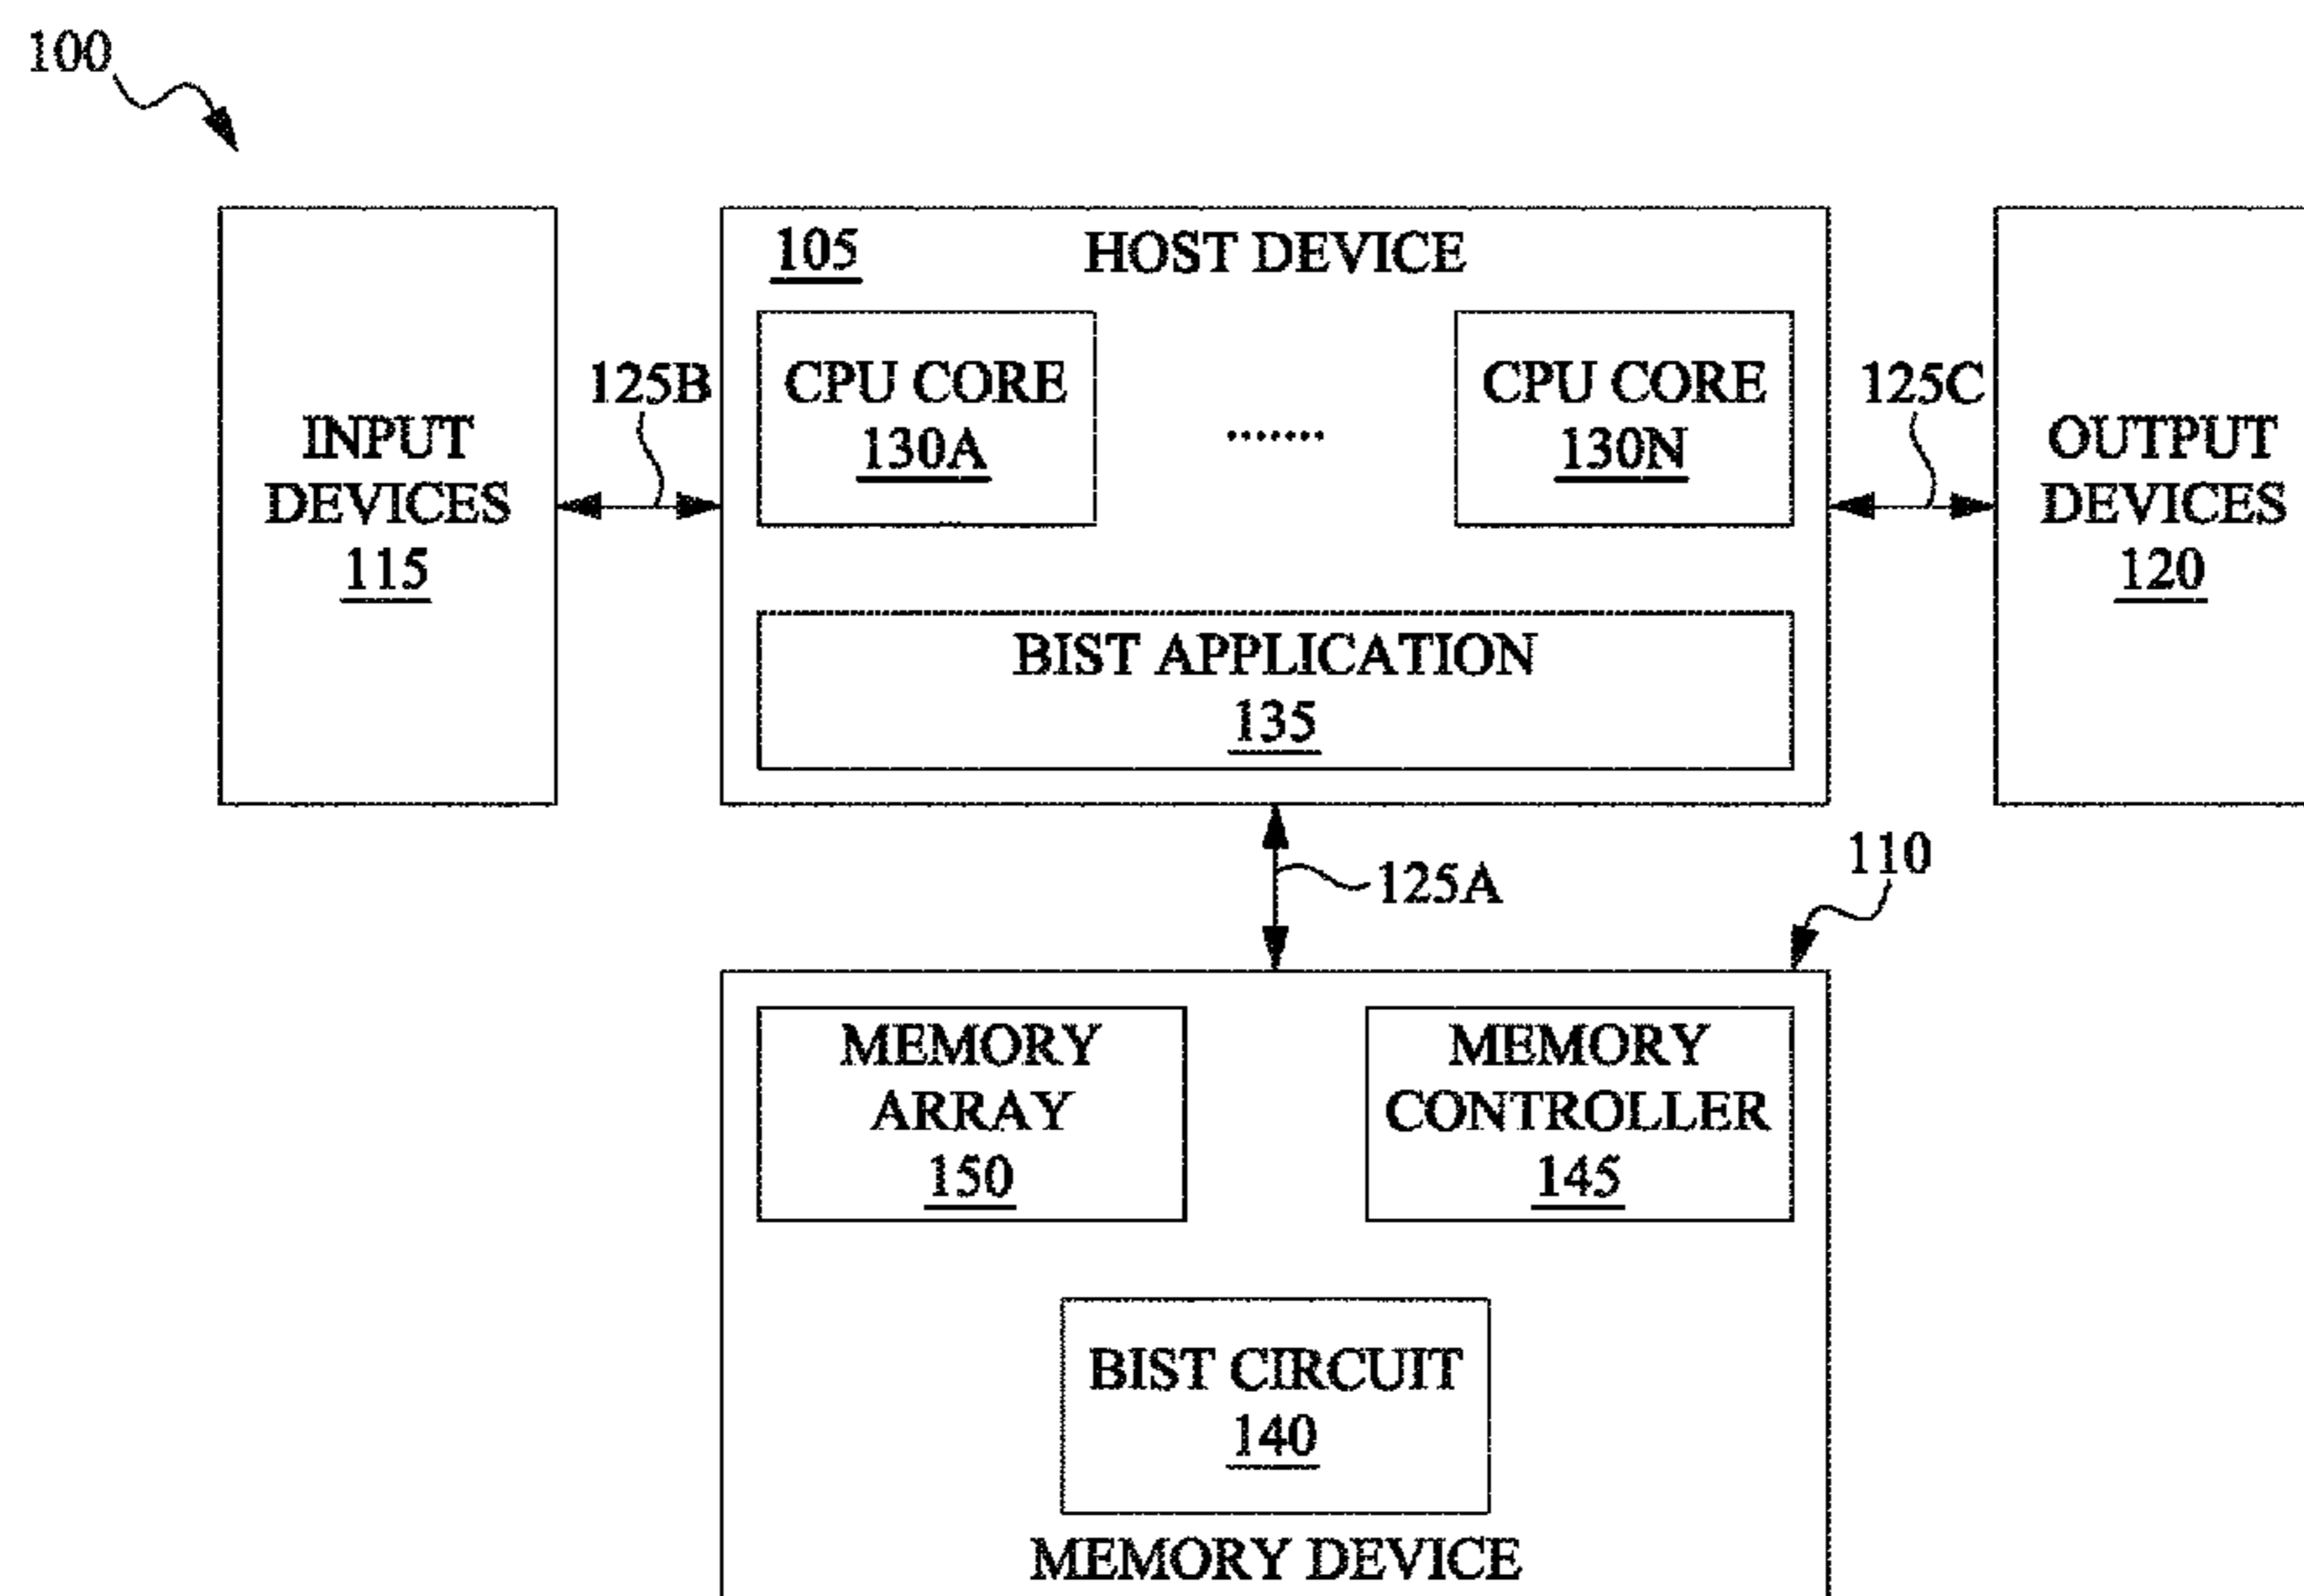 100
105 HOST DEVICE
INPUT
DEVICES
115
125B
CPU CORE
130A
.......
CPU CORE
130N
125C
OUTPUT
DEVICES
120
BIST APPLICATION
135
125A
110
MEMORY
ARRAY
150
MEMORY
CONTROLLER
145
BIST CIRCUIT
140
MEMORY DEVICE